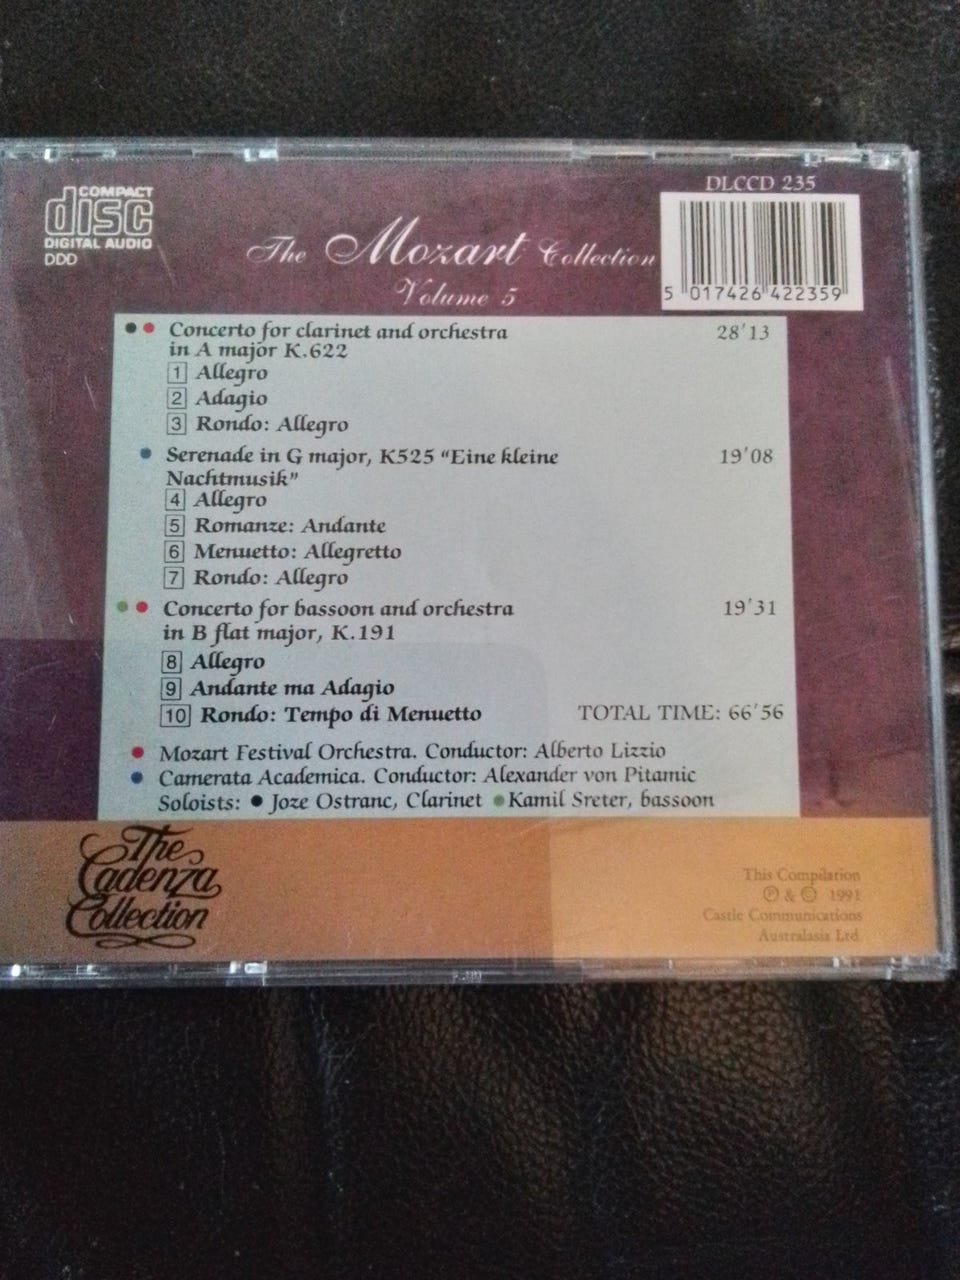 COMPACT
disc
DIGITAL AUDIO
DDD
DLCCD 235
5 017426 422359
The Mozart Collection
Volume 5
Concerto for clarinet and orchestra 28'13
in A major K.622
1 Allegro
2 Adagio
3 Rondo: Allegro
Serenade in G major, K525 "Eine kleine 19'08
Nachtmusik"
4 Allegro
5 Romanze: Andante
6 Menuetto: Allegretto
7 Rondo: Allegro
Concerto for bassoon and orchestra 19'31
in B flat major, K.191
8 Allegro
9 Andante ma Adagio
10 Rondo: Tempo di Menuetto TOTAL TIME: 66'56
Mozart Festival Orchestra. Conductor: Alberto Lizzio
Camerata Academica. Conductor: Alexander von Pitamic
Soloists: Joze Ostranc, Clarinet Kamil Sreter, bassoon
The
Cadenza
Collection
This Compilation
℗ & © 1991
Castle Communications
Australasia Ltd.